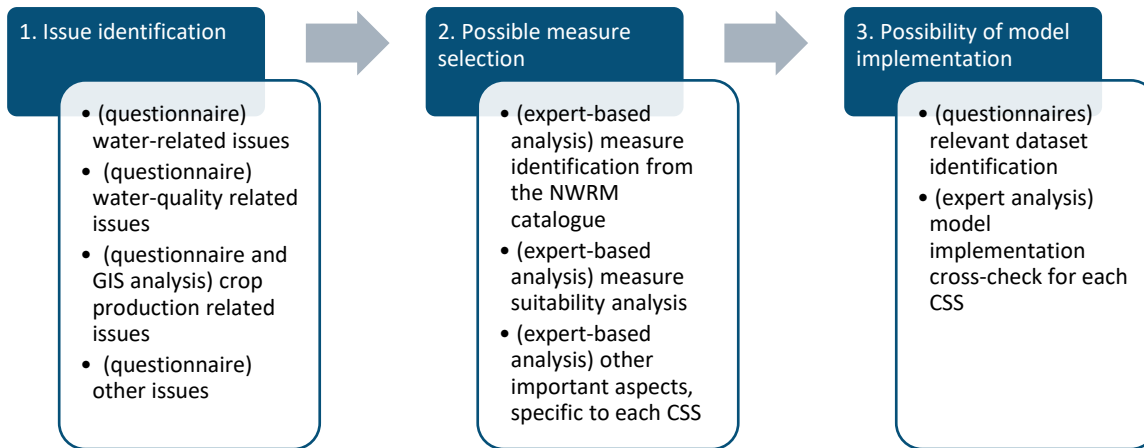 1. Issue identification
• (questionnaire)
water-related issues
• (questionnaire)
water-quality related
issues
• (questionnaire and
GIS analysis) crop
production related
issues
• (questionnaire)
other issues
2. Possible measure
selection
• (expert-based
analysis) measure
identification from
the NWRM
catalogue
• (expert-based
analysis) measure
suitability analysis
• (expert-based
analysis) other
important aspects,
specific to each CSS
3. Possibility of model
implementation
• (questionnaires)
relevant dataset
identification
• (expert analysis)
model
implementation
cross-check for each
CSS